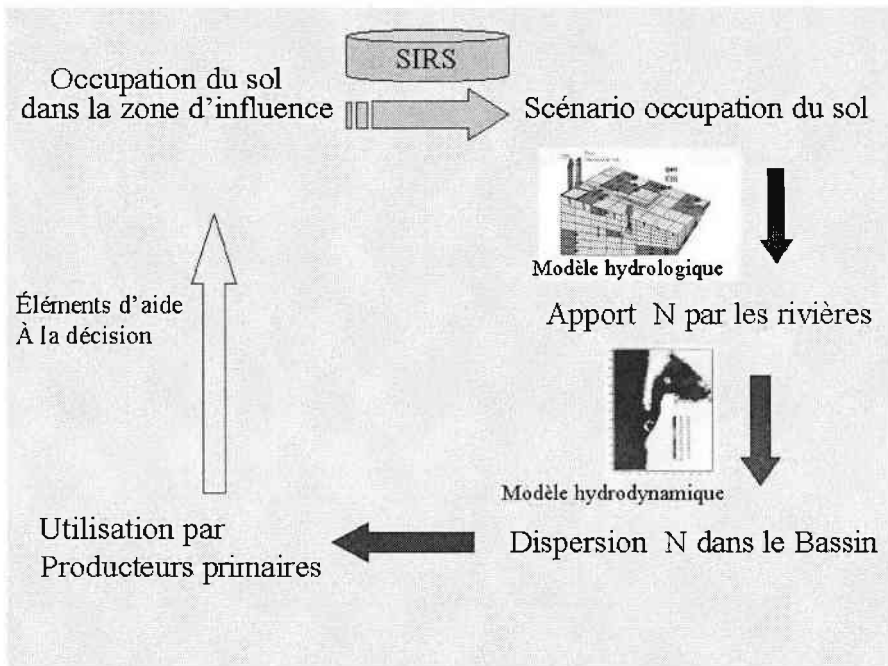 SIRS
Occupation du sol
dans la zone d'influence
Scénario occupation du sol
Modèle hydrologique
Éléments d'aide
À la décision
Apport N par les rivières
Modèle hydrodynamique
Utilisation par
Producteurs primaires
Dispersion N dans le Bassin